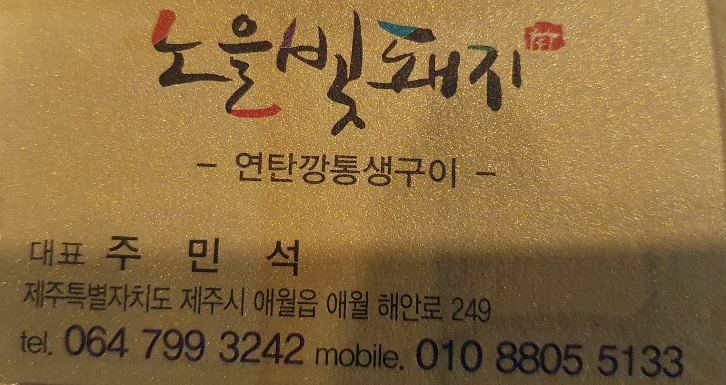 노을빛돼지
- 연탄깡통생구이 -
대표 주 민 석
제주특별자치도 제주시 애월읍 애월 해안로 249
tel. 064 799 3242 mobile. 010 8805 5133